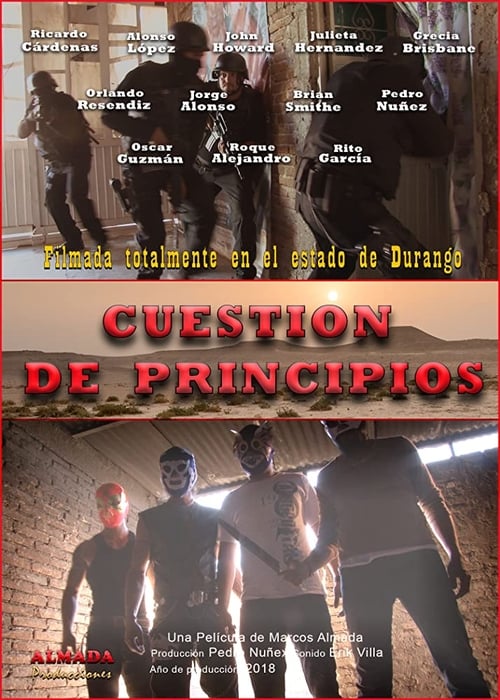 Ricardo Cárdenas
Alonso López
John Howard
Julieta Hernandez
Grecia Brisbane
Orlando Resendiz
Jorge Alonso
Brian Smithe
Pedro Nuñez
Oscar Guzmán
Roque Alejandro
Rito García
Filmada totalmente en el estado de Durango
CUESTION
DE PRINCIPIOS
Una Película de Marcos Almada
Producción Pedro Nuñex Sonido Erik Villa
Año de producción 2018
ALMADA
Producciones